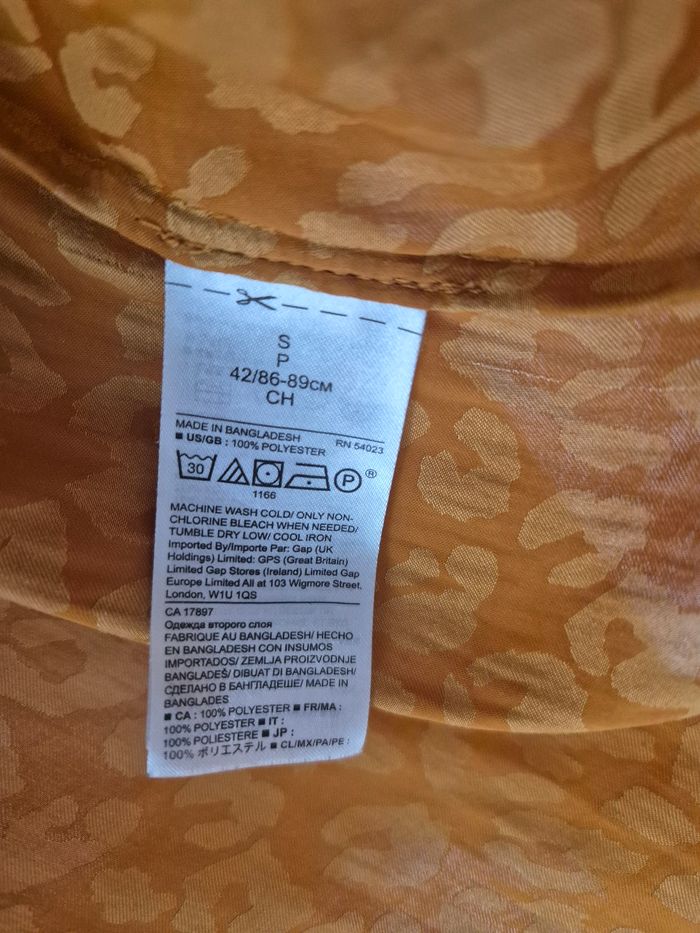 S
P
42/86-89CM
CH
MADE IN BANGLADESH RN 54023
■ US/GB : 100% POLYESTER
30 P ®
1166
MACHINE WASH COLD/ ONLY NON-
CHLORINE BLEACH WHEN NEEDED/
TUMBLE DRY LOW/ COOL IRON
Imported By/Importe Par: Gap (UK
Holdings) Limited: GPS (Great Britain)
Limited Gap Stores (Ireland) Limited Gap
Europe Limited All at 103 Wigmore Street,
London, W1U 1QS
CA 17897
Одежда второго слоя
FABRIQUE AU BANGLADESH/ HECHO
EN BANGLADESH CON INSUMOS
IMPORTADOS/ ZEMLJA PROIZVODNJE
BANGLADEŠ/ DIBUAT DI BANGLADESH/
СДЕЛАНО В БАНГЛАДЕШЕ/ MADE IN
BANGLADES
■ CA : 100% POLYESTER ■ FR/MA :
100% POLYESTER ■ IT :
100% POLIESTERE ■ JP :
100% ポリエステル ■ CL/MX/PA/PE :